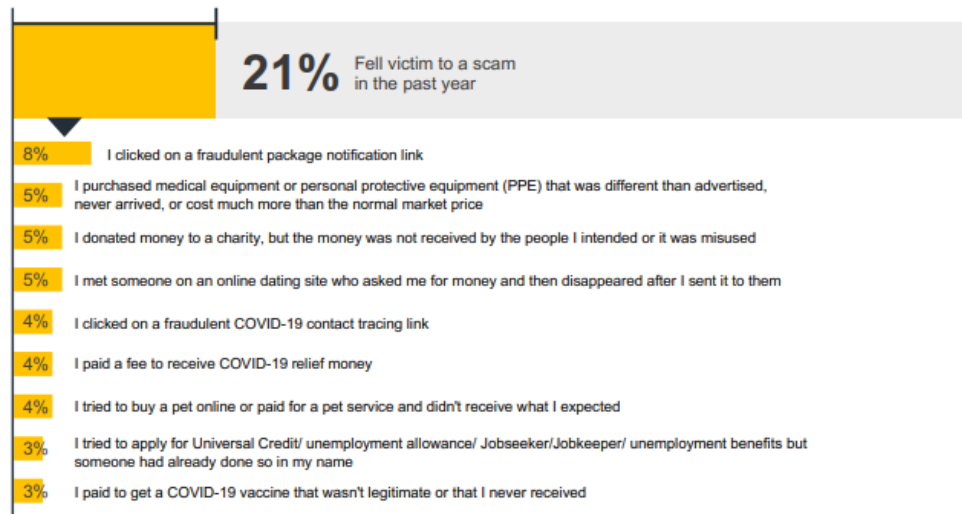 21% Fell victim to a scam
in the past year
8% I clicked on a fraudulent package notification link
5% I purchased medical equipment or personal protective equipment (PPE) that was different than advertised,
never arrived, or cost much more than the normal market price
5% I donated money to a charity, but the money was not received by the people I intended or it was misused
5% I met someone on an online dating site who asked me for money and then disappeared after I sent it to them
4% I clicked on a fraudulent COVID-19 contact tracing link
4% I paid a fee to receive COVID-19 relief money
4% I tried to buy a pet online or paid for a pet service and didn't receive what I expected
3% I tried to apply for Universal Credit/ unemployment allowance/ Jobseeker/Jobkeeper/ unemployment benefits but
someone had already done so in my name
3% I paid to get a COVID-19 vaccine that wasn't legitimate or that I never received